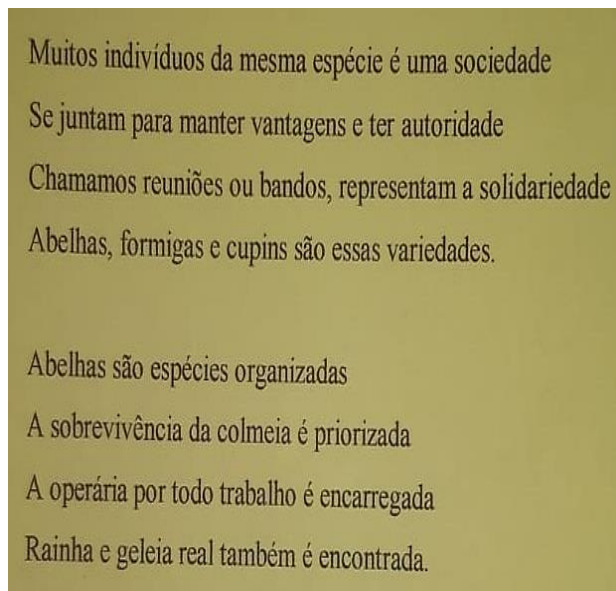 Muitos indivíduos da mesma espécie é uma sociedade
Se juntam para manter vantagens e ter autoridade
Chamamos reuniões ou bandos, representam a solidariedade
Abelhas, formigas e cupins são essas variedades.
Abelhas são espécies organizadas
A sobrevivência da colmeia é priorizada
A operária por todo trabalho é encarregada
Rainha e geleia real também é encontrada.